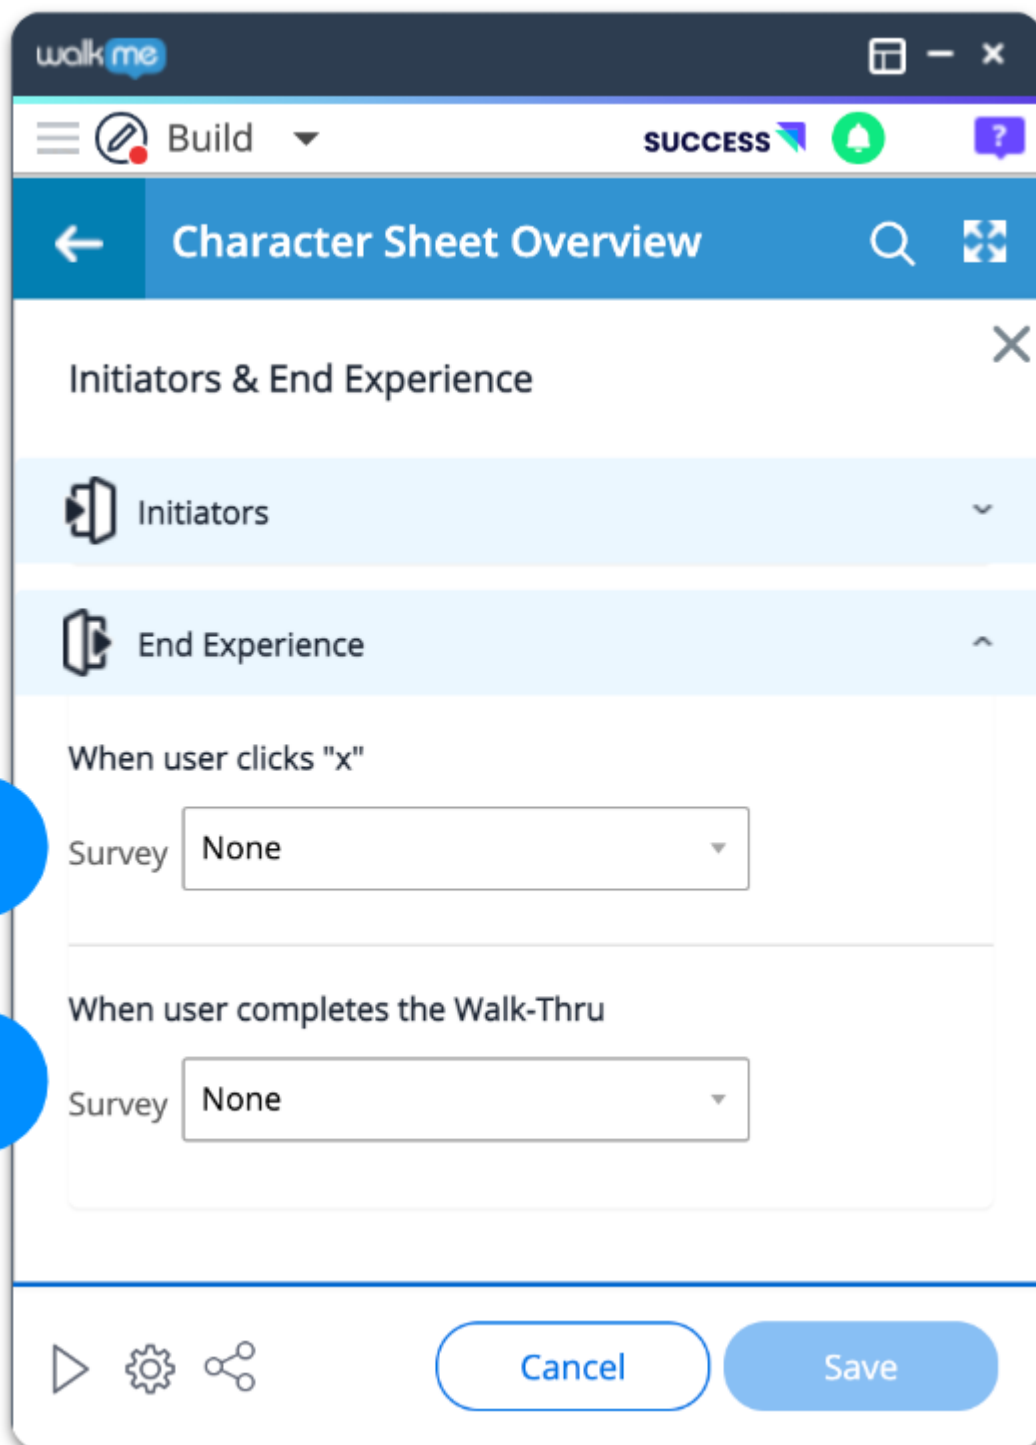 walkme
Build
SUCCESS
?
Character Sheet Overview
Initiators & End Experience
Initiators
End Experience
When user clicks "x"
Survey None
When user completes the Walk-Thru
Survey None
Cancel Save